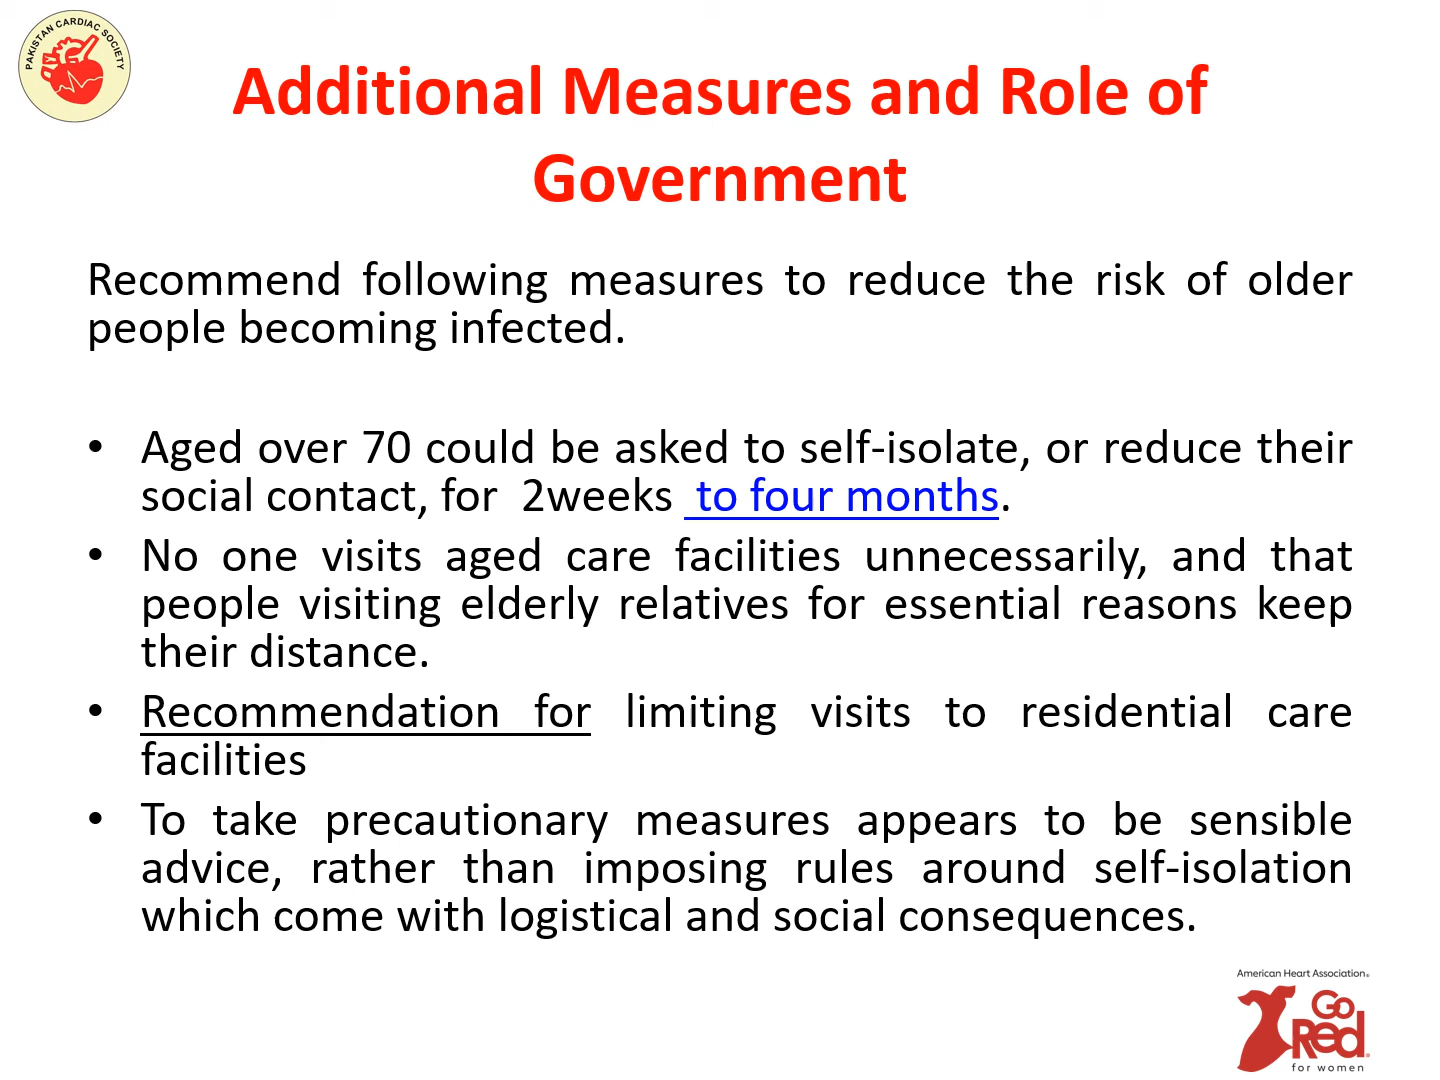 PAKISTAN CARDIAC SOCIETY
Additional Measures and Role of
Government
Recommend following measures to reduce the risk of older
people becoming infected.
• Aged over 70 could be asked to self-isolate, or reduce their
social contact, for 2weeks to four months.
• No one visits aged care facilities unnecessarily, and that
people visiting elderly relatives for essential reasons keep
their distance.
• Recommendation for limiting visits to residential care
facilities
• To take precautionary measures appears to be sensible
advice, rather than imposing rules around self-isolation
which come with logistical and social consequences.
American Heart Association®
Go
Red®
for women